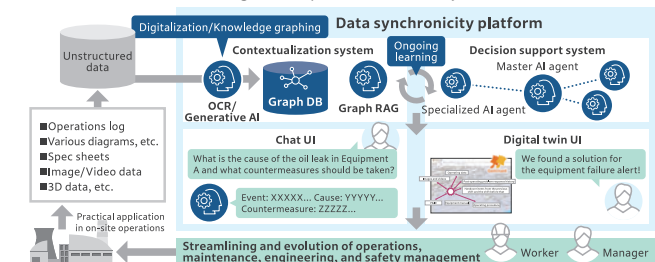 Digitalization/Knowledge graphing
Data synchronicity platform
Unstructured
data
Contextualization system
Ongoing
learning
Decision support system
Master AI agent
OCR/
Generative AI
Graph DB
Graph RAG
Specialized AI agent
■Operations log
■Various diagrams, etc.
■Spec sheets
■Image/Video data
■3D data, etc.
Chat UI
What is the cause of the oil leak in Equipment
A and what countermeasures should be taken?
Event: XXXXX... Cause: YYYYY...
Countermeasure: ZZZZZ...
Digital twin UI
We found a solution for
the equipment failure alert!
Practical application
in on-site operations
Streamlining and evolution of operations,
maintenance, engineering, and safety management
Worker
Manager